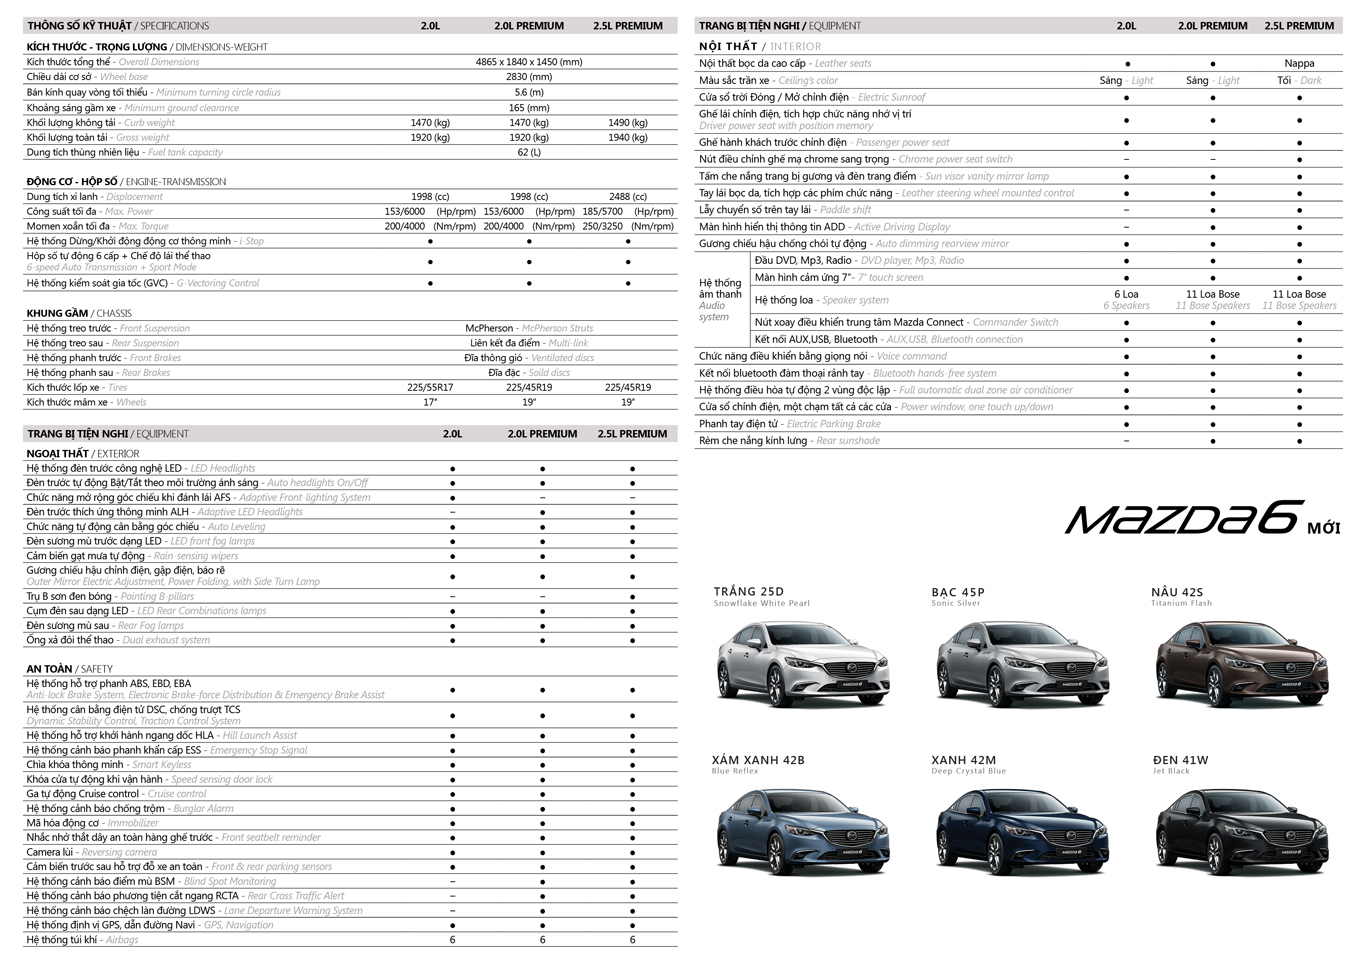 THÔNG SỐ KỸ THUẬT / SPECIFICATIONS 2.0L 2.0L PREMIUM 2.5L PREMIUM
KÍCH THƯỚC - TRỌNG LƯỢNG / DIMENSIONS-WEIGHT
Kích thước tổng thể - Overall Dimensions 4865 x 1840 x 1450 (mm)
Chiều dài cơ sở - Wheel base 2830 (mm)
Bán kính quay vòng tối thiểu - Minimum turning circle radius 5.6 (m)
Khoảng sáng gầm xe - Minimum ground clearance 165 (mm)
Khối lượng không tải - Curb weight 1470 (kg) 1470 (kg) 1490 (kg)
Khối lượng toàn tải - Gross weight 1920 (kg) 1920 (kg) 1940 (kg)
Dung tích thùng nhiên liệu - Fuel tank capacity 62 (L)
ĐỘNG CƠ - HỘP SỐ / ENGINE-TRANSMISSION
Dung tích xi lanh - Displacement 1998 (cc) 1998 (cc) 2488 (cc)
Công suất tối đa - Max. Power 153/6000 (Hp/rpm) 153/6000 (Hp/rpm) 185/5700 (Hp/rpm)
Momen xoắn tối đa - Max. Torque 200/4000 (Nm/rpm) 200/4000 (Nm/rpm) 250/3250 (Nm/rpm)
Hệ thống Dừng/Khởi động động cơ thông minh - i-Stop ● ● ●
Hộp số tự động 6 cấp + Chế độ lái thể thao
6-speed Auto Transmission + Sport Mode ● ● ●
Hệ thống kiểm soát gia tốc (GVC) - G-Vectoring Control ● ● ●
KHUNG GẦM / CHASSIS
Hệ thống treo trước - Front Suspension McPherson - McPherson Struts
Hệ thống treo sau - Rear Suspension Liên kết đa điểm - Multi-link
Hệ thống phanh trước - Front Brakes Đĩa thông gió - Ventilated discs
Hệ thống phanh sau - Rear Brakes Đĩa đặc - Soild discs
Kích thước lốp xe - Tires 225/55R17 225/45R19 225/45R19
Kích thước mâm xe - Wheels 17" 19" 19"
TRANG BỊ TIỆN NGHI / EQUIPMENT 2.0L 2.0L PREMIUM 2.5L PREMIUM
NGOẠI THẤT / EXTERIOR
Hệ thống đèn trước công nghệ LED - LED Headlights ● ● ●
Đèn trước tự động Bật/Tắt theo môi trường ánh sáng - Auto headlights On/Off ● ● ●
Chức năng mở rộng góc chiếu khi đánh lái AFS - Adaptive Front-lighting System ● – –
Đèn trước thích ứng thông minh ALH - Adaptive LED Headlights – ● ●
Chức năng tự động cân bằng góc chiếu - Auto Leveling ● ● ●
Đèn sương mù trước dạng LED - LED front fog lamps ● ● ●
Cảm biến gạt mưa tự động - Rain-sensing wipers ● ● ●
Gương chiếu hậu chỉnh điện, gập điện, báo rẽ
Outer Mirror Electric Adjustment, Power Folding, with Side Turn Lamp ● ● ●
Trụ B sơn đen bóng - Painting B-pillars – – ●
Cụm đèn sau dạng LED - LED Rear Combinations lamps ● ● ●
Đèn sương mù sau - Rear Fog lamps ● ● ●
Ống xả đôi thể thao - Dual exhaust system ● ● ●
AN TOÀN / SAFETY
Hệ thống hỗ trợ phanh ABS, EBD, EBA
Anti-lock Brake System, Electronic Brake-force Distribution & Emergency Brake Assist ● ● ●
Hệ thống cân bằng điện tử DSC, chống trượt TCS
Dynamic Stability Control, Traction Control System ● ● ●
Hệ thống hỗ trợ khởi hành ngang dốc HLA - Hill Launch Assist ● ● ●
Hệ thống cảnh báo phanh khẩn cấp ESS - Emergency Stop Signal ● ● ●
Chìa khóa thông minh - Smart Keyless ● ● ●
Khóa cửa tự động khi vận hành - Speed sensing door lock ● ● ●
Ga tự động Cruise control - Cruise control ● ● ●
Hệ thống cảnh báo chống trộm - Burglar Alarm ● ● ●
Mã hóa động cơ - Immobilizer ● ● ●
Nhắc nhở thắt dây an toàn hàng ghế trước - Front seatbelt reminder ● ● ●
Camera lùi - Reversing camera ● ● ●
Cảm biến trước sau hỗ trợ đỗ xe an toàn - Front & rear parking sensors ● ● ●
Hệ thống cảnh báo điểm mù BSM - Blind Spot Monitoring – ● ●
Hệ thống cảnh báo phương tiện cắt ngang RCTA - Rear Cross Traffic Alert – ● ●
Hệ thống cảnh báo chệch làn đường LDWS - Lane Departure Warning System – ● ●
Hệ thống định vị GPS, dẫn đường Navi - GPS, Navigation ● ● ●
Hệ thống túi khí - Airbags 6 6 6
TRANG BỊ TIỆN NGHI / EQUIPMENT 2.0L 2.0L PREMIUM 2.5L PREMIUM
NỘI THẤT / INTERIOR
Nội thất bọc da cao cấp - Leather seats ● ● Nappa
Màu sắc trần xe - Ceiling's color Sáng - Light Sáng - Light Tối - Dark
Cửa sổ trời Đóng / Mở chỉnh điện - Electric Sunroof ● ● ●
Ghế lái chỉnh điện, tích hợp chức năng nhớ vị trí
Driver power seat with position memory ● ● ●
Ghế hành khách trước chỉnh điện - Passenger power seat ● ● ●
Nút điều chỉnh ghế mạ chrome sang trọng - Chrome power seat switch – – ●
Tấm che nắng trang bị gương và đèn trang điểm - Sun visor vanity mirror lamp ● ● ●
Tay lái bọc da, tích hợp các phím chức năng - Leather steering wheel mounted control ● ● ●
Lẫy chuyển số trên tay lái - Paddle shift – ● ●
Màn hình hiển thị thông tin ADD - Active Driving Display – ● ●
Gương chiếu hậu chống chói tự động - Auto dimming rearview mirror ● ● ●
Hệ thống
âm thanh
Audio
system
Đầu DVD, Mp3, Radio - DVD player, Mp3, Radio ● ● ●
Màn hình cảm ứng 7"- 7" touch screen ● ● ●
Hệ thống loa - Speaker system 6 Loa 11 Loa Bose 11 Loa Bose
6 Speakers 11 Bose Speakers 11 Bose Speakers
Nút xoay điều khiển trung tâm Mazda Connect - Commander Switch ● ● ●
Kết nối AUX,USB, Bluetooth - AUX,USB, Bluetooth connection ● ● ●
Chức năng điều khiển bằng giọng nói - Voice command ● ● ●
Kết nối bluetooth đàm thoại rảnh tay - Bluetooth hands-free system ● ● ●
Hệ thống điều hòa tự động 2 vùng độc lập - Full automatic dual zone air conditioner ● ● ●
Cửa sổ chỉnh điện, một chạm tất cả các cửa - Power window, one touch up/down ● ● ●
Phanh tay điện tử - Electric Parking Brake ● ● ●
Rèm che nắng kính lưng - Rear sunshade – ● ●
mazda6 MỚI
TRẮNG 25D BẠC 45P NÂU 42S
Snowflake White Pearl Sonic Silver Titanium Flash
MAZDA6 MAZDA6 MAZDA6
XÁM XANH 42B XANH 42M ĐEN 41W
Blue Reflex Deep Crystal Blue Jet Black
MAZDA6 MAZDA6 MAZDA6